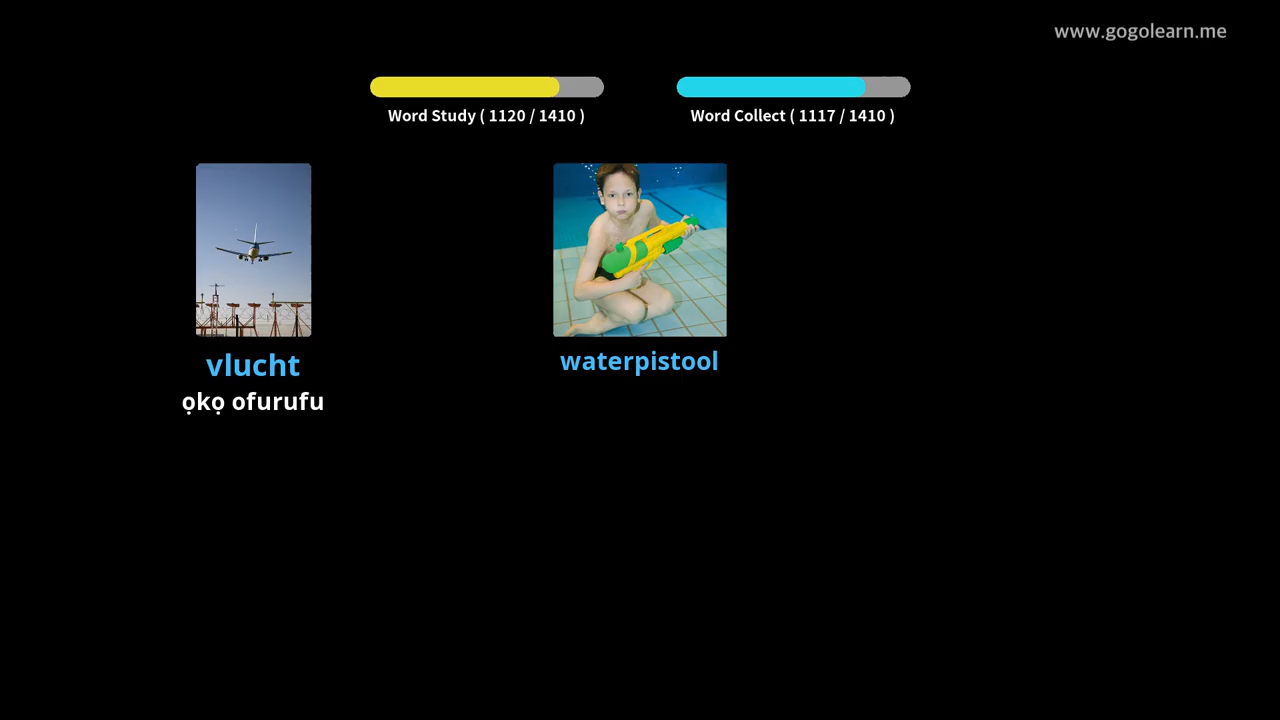 www.gogolearn.me
Word Study ( 1120 / 1410 )
Word Collect ( 1117 / 1410 )
vlucht
ọkọ ofurufu
waterpistool